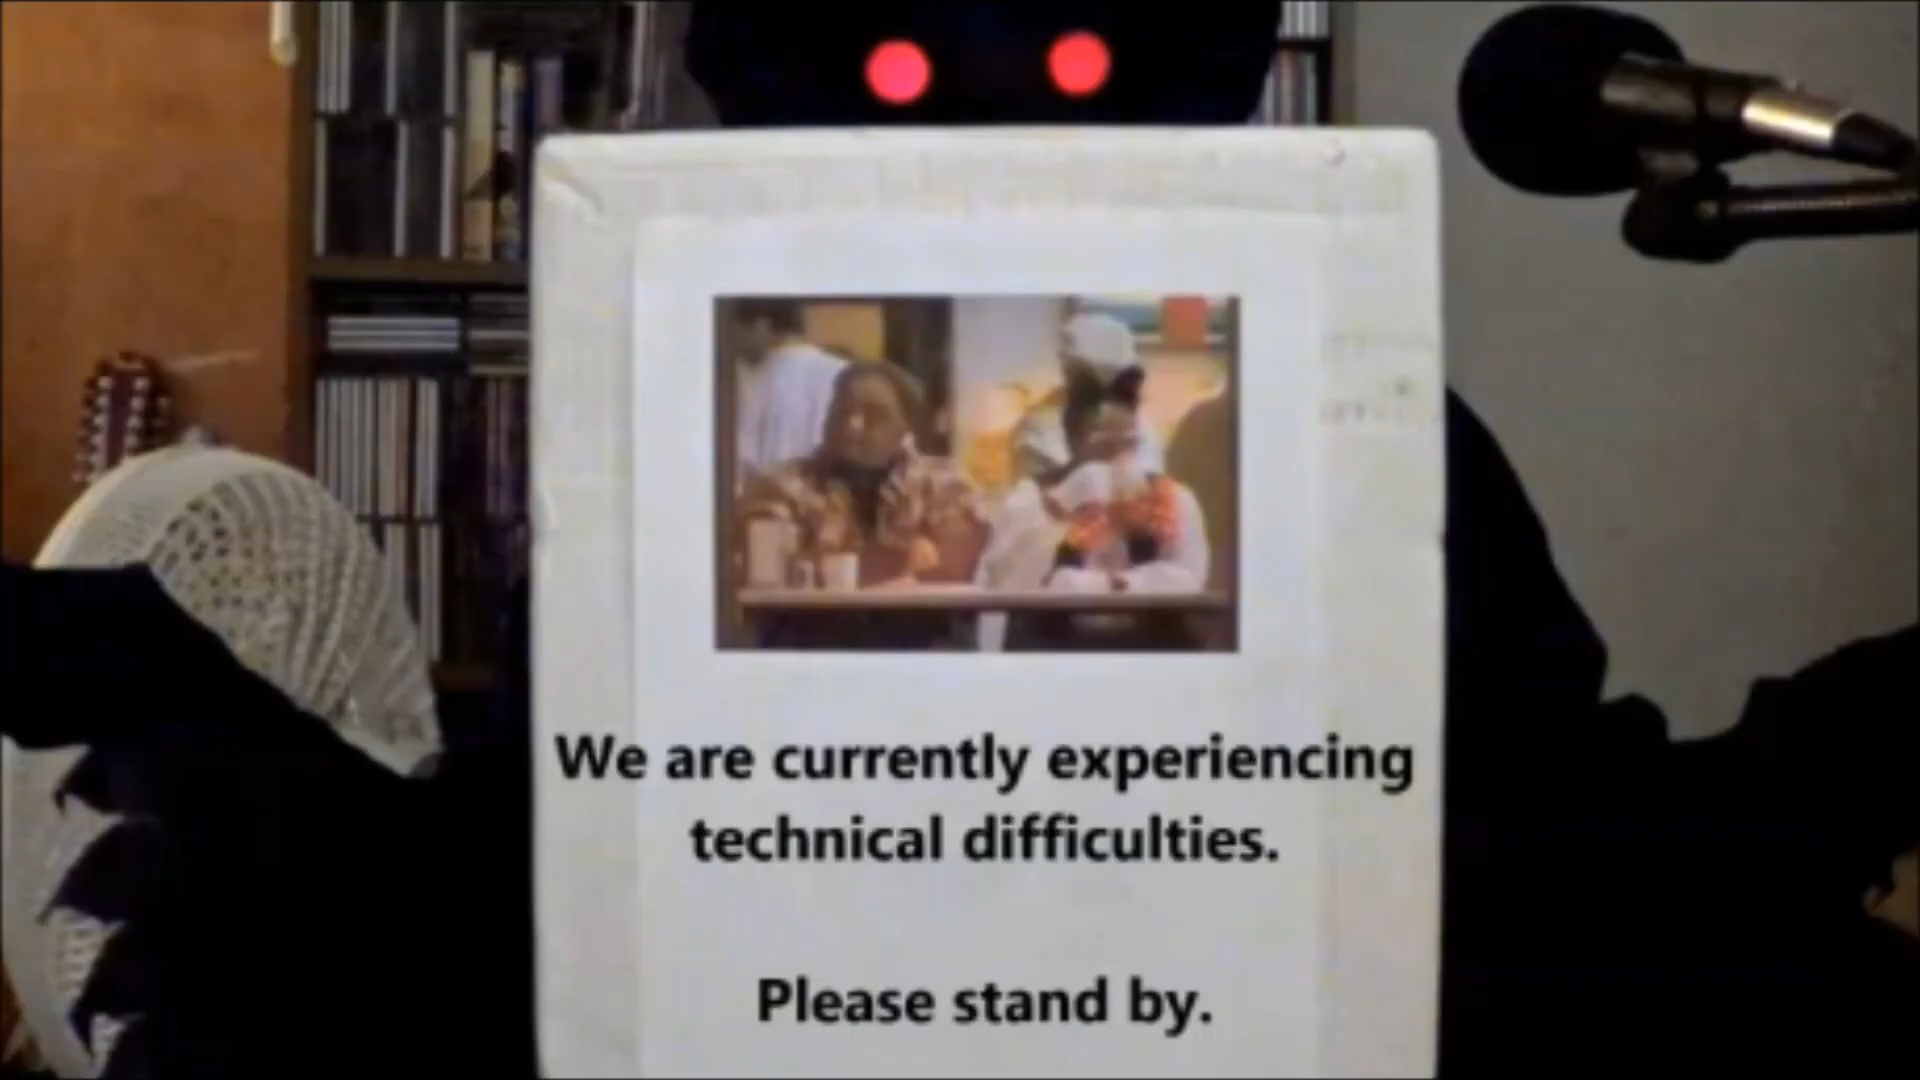 We are currently experiencing
technical difficulties.
Please stand by.